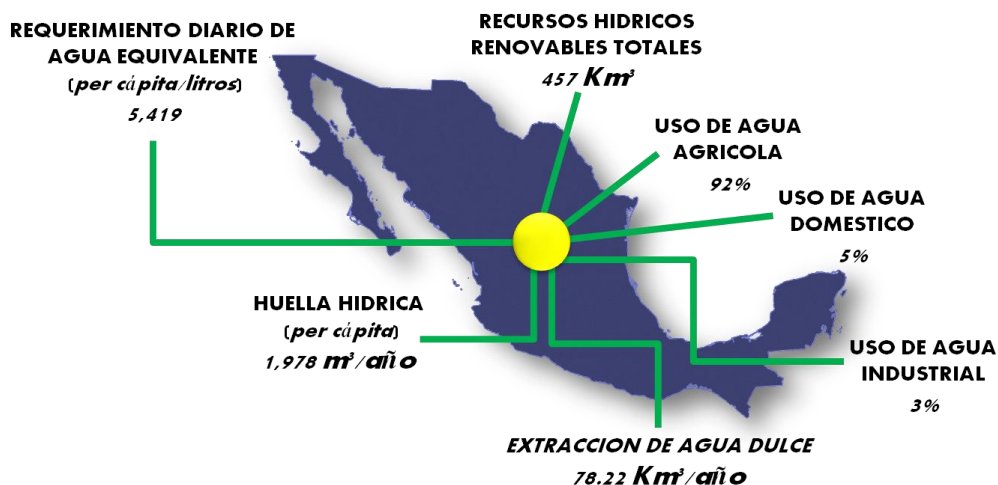 REQUERIMIENTO DIARIO DE
AGUA EQUIVALENTE
(per cápita/litros)
5,419
RECURSOS HIDRICOS
RENOVABLES TOTALES
457 Km³
USO DE AGUA
AGRICOLA
92%
USO DE AGUA
DOMESTICO
5%
HUELLA HIDRICA
(per cápita)
1,978 m³/año
USO DE AGUA
INDUSTRIAL
3%
EXTRACCION DE AGUA DULCE
78.22 Km³/año